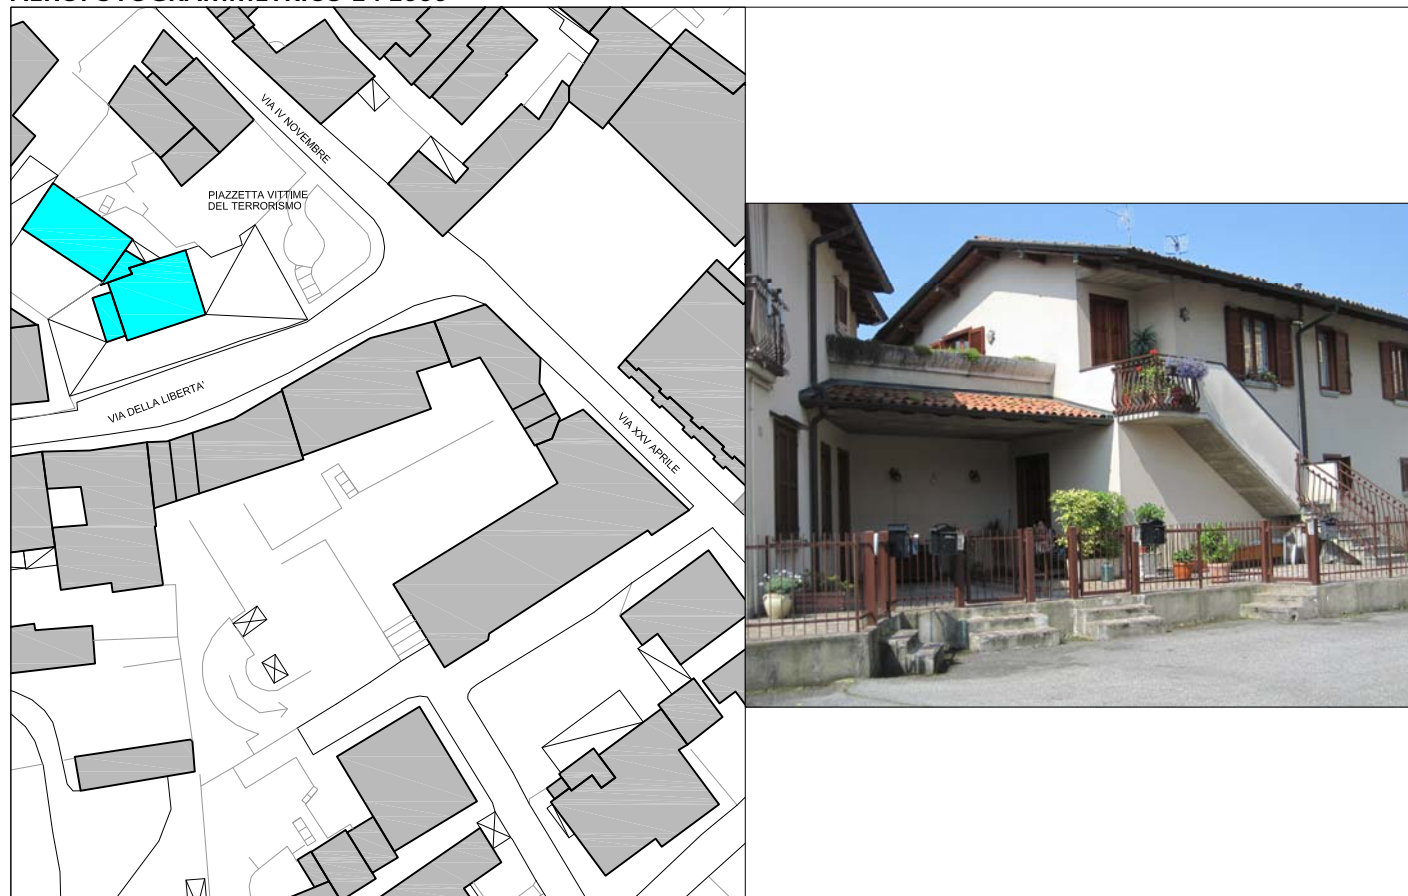 VIA IV NOVEMBRE
PIAZZETTA VITTIME
DEL TERRORISMO
VIA DELLA LIBERTA'
VIA XXV APRILE